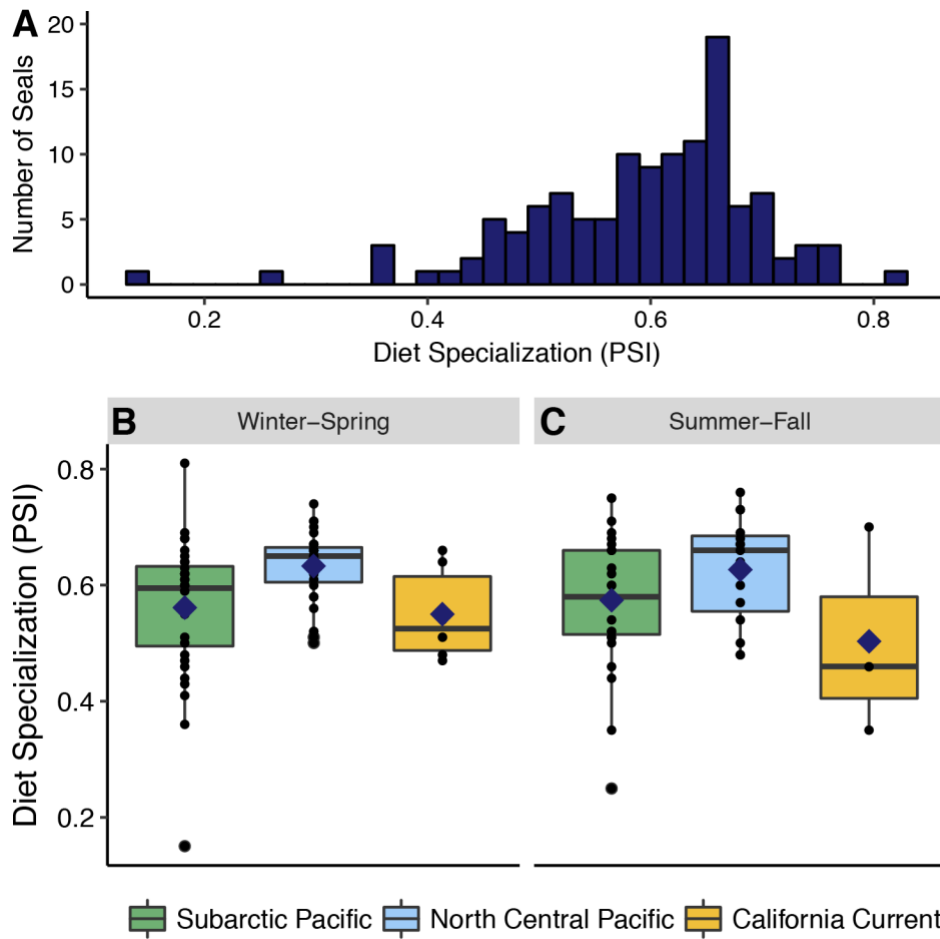 A
Number of Seals
20
15
10
5
0
0.2 0.4 0.6 0.8
Diet Specialization (PSI)
B Winter−Spring
C Summer−Fall
Diet Specialization (PSI)
0.8
0.6
0.4
0.2
Subarctic Pacific North Central Pacific California Current